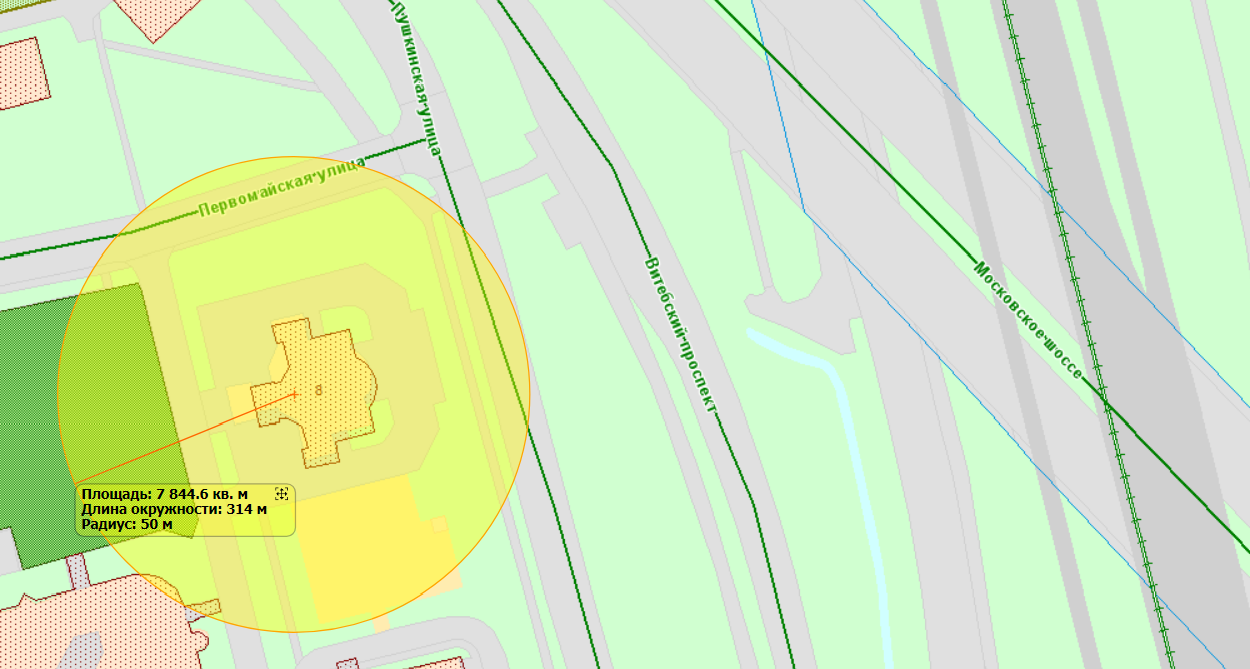 Пушкинская улица
Первомайская улица
Витебский проспект
Московское шоссе
8
Площадь: 7 844.6 кв. м
Длина окружности: 314 м
Радиус: 50 м